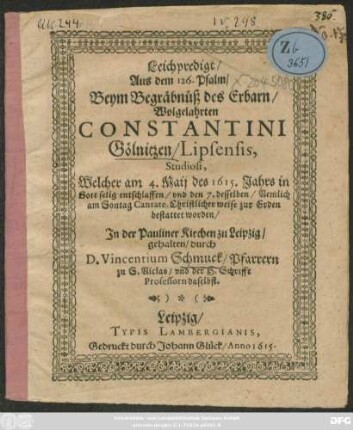 380.
Z b
3651
Leichpredigt/
Aus dem 126. Psalm/
Beym Begräbnüß des Erbarn/
Wolgelahrten
CONSTANTINI
Gölnitzen/Lipsensis,
Studiosi,
Welcher am 4. Maij des 1615. Jahrs in
Gott selig entschlaffen/ vnd den 7. desselben/ Nemlich
am Sontag Cantate. Christlicher weise zur Erden
bestattet worden/
In der Pauliner Kirchen zu Leipzig/
gehalten/ durch
D. Vincentium Schmuck/ Pfarrern
zu S. Niclas/ vnd der H. Schrifft
Professorn daselbst.
Leipzig/
TYPIS LAMBERGIANIS,
Gedruckt durch Johann Glück/ Anno 1615.
DFG